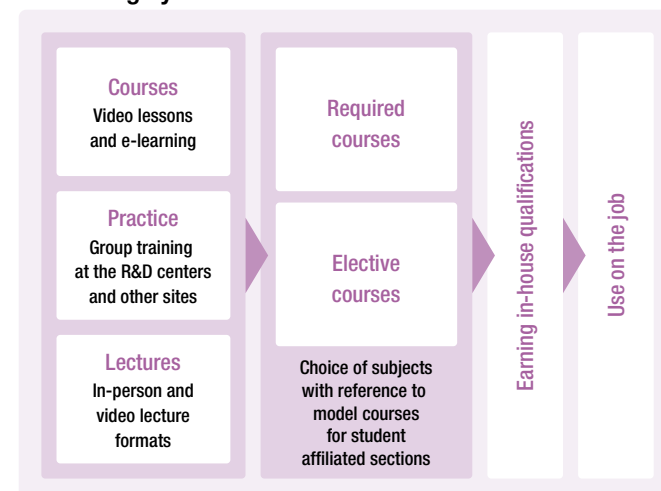 Courses
Video lessons
and e-learning
Practice
Group training
at the R&D centers
and other sites
Lectures
In-person and
video lecture
formats
Required
courses
Elective
courses
Choice of subjects
with reference to
model courses
for student
affiliated sections
Earning in-house qualifications
Use on the job